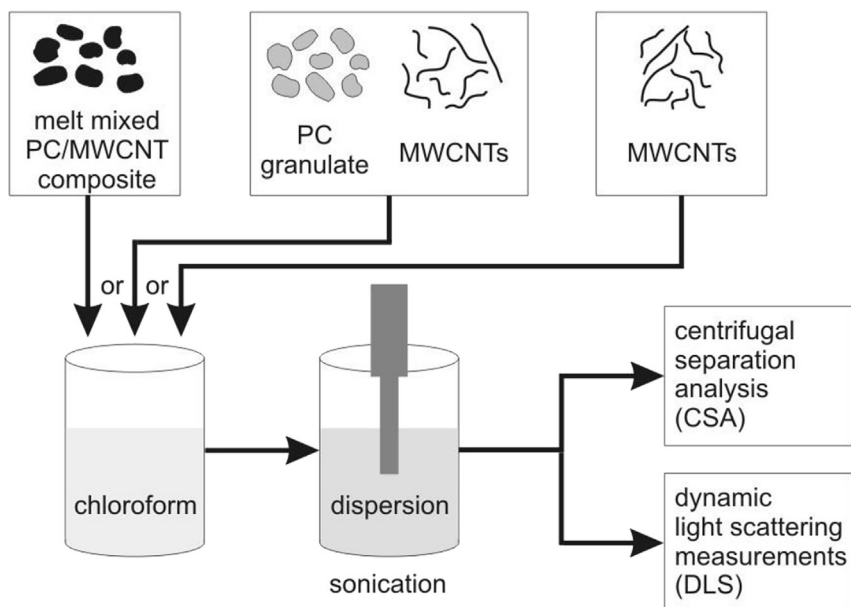 melt mixed
PC/MWCNT
composite
PC
granulate
MWCNTs
MWCNTs
or or
chloroform
dispersion
sonication
centrifugal
separation
analysis
(CSA)
dynamic
light scattering
measurements
(DLS)